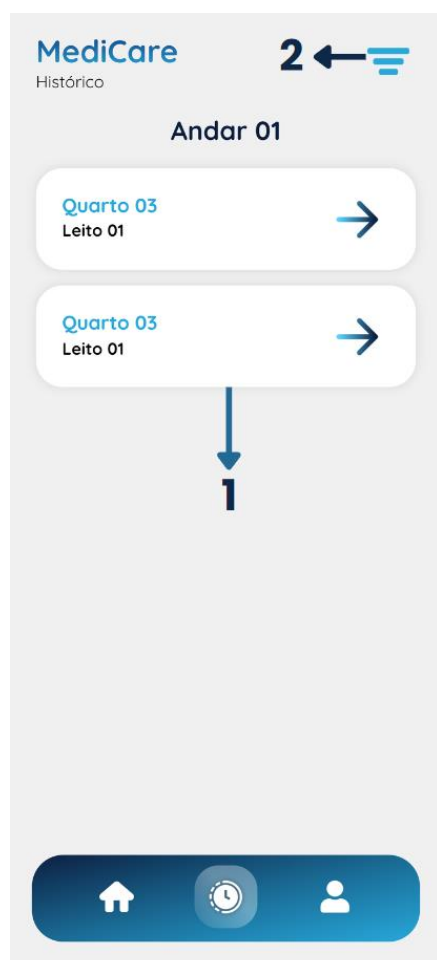 MediCare
2
Histórico
Andar 01
Quarto 03
Leito 01
Quarto 03
Leito 01
1